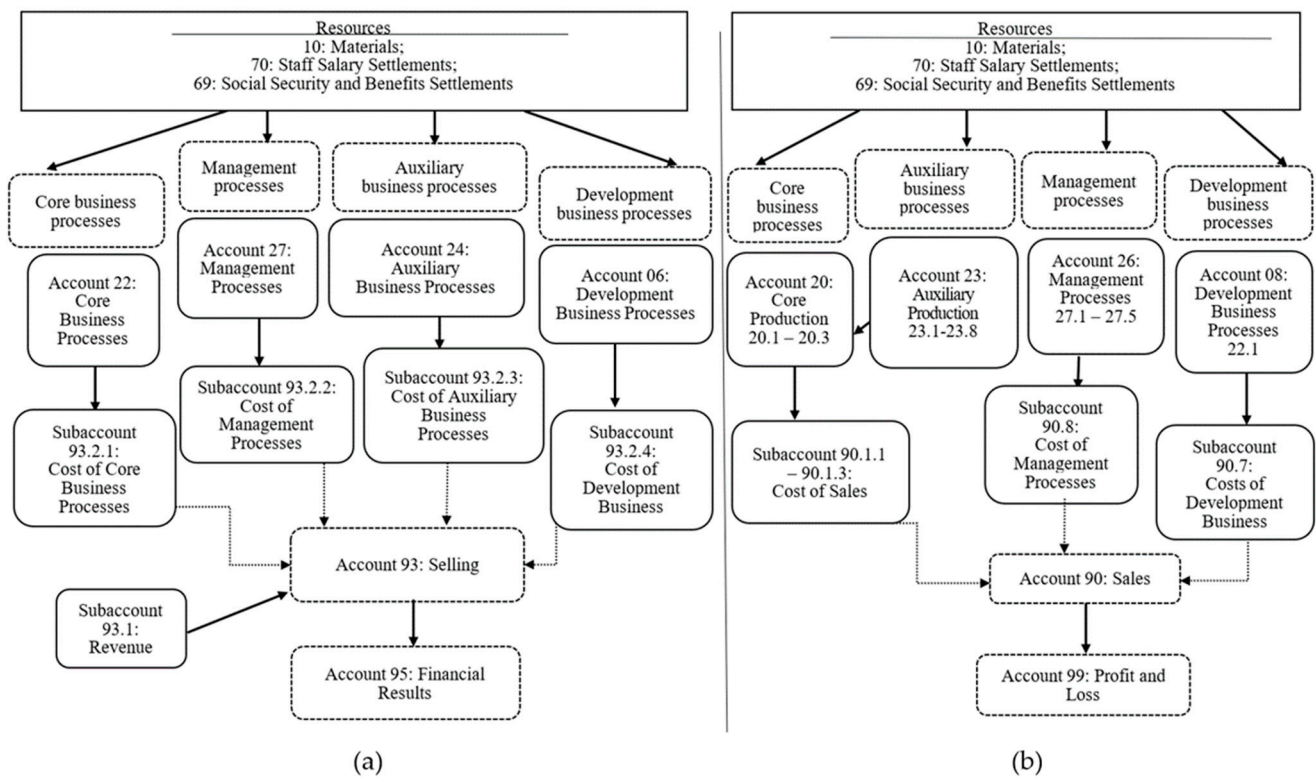 Resources
10: Materials;
70: Staff Salary Settlements;
69: Social Security and Benefits Settlements
Core business
processes
Management
processes
Auxiliary
business processes
Development
business processes
Account 22:
Core
Business
Processes
Account 27:
Management
Processes
Account 24:
Auxiliary
Business Processes
Account 06:
Development
Business Processes
Subaccount
93.2.1:
Cost of Core
Business
Processes
Subaccount 93.2.2:
Cost of
Management
Processes
Subaccount 93.2.3:
Cost of Auxiliary
Business
Processes
Subaccount
93.2.4:
Cost of
Development
Business
Account 93: Selling
Subaccount
93.1:
Revenue
Account 95: Financial
Results
(a)
Resources
10: Materials;
70: Staff Salary Settlements;
69: Social Security and Benefits Settlements
Core
business
processes
Auxiliary
business
processes
Management
processes
Development
business
processes
Account 20:
Core
Production
20.1 – 20.3
Account 23:
Auxiliary
Production
23.1-23.8
Account 26:
Management
Processes
27.1 – 27.5
Account 08:
Development
Business
Processes
22.1
Subaccount 90.1.1
– 90.1.3:
Cost of Sales
Subaccount
90.8:
Cost of
Management
Processes
Subaccount
90.7:
Costs of
Development
Business
Account 90: Sales
Account 99: Profit and
Loss
(b)